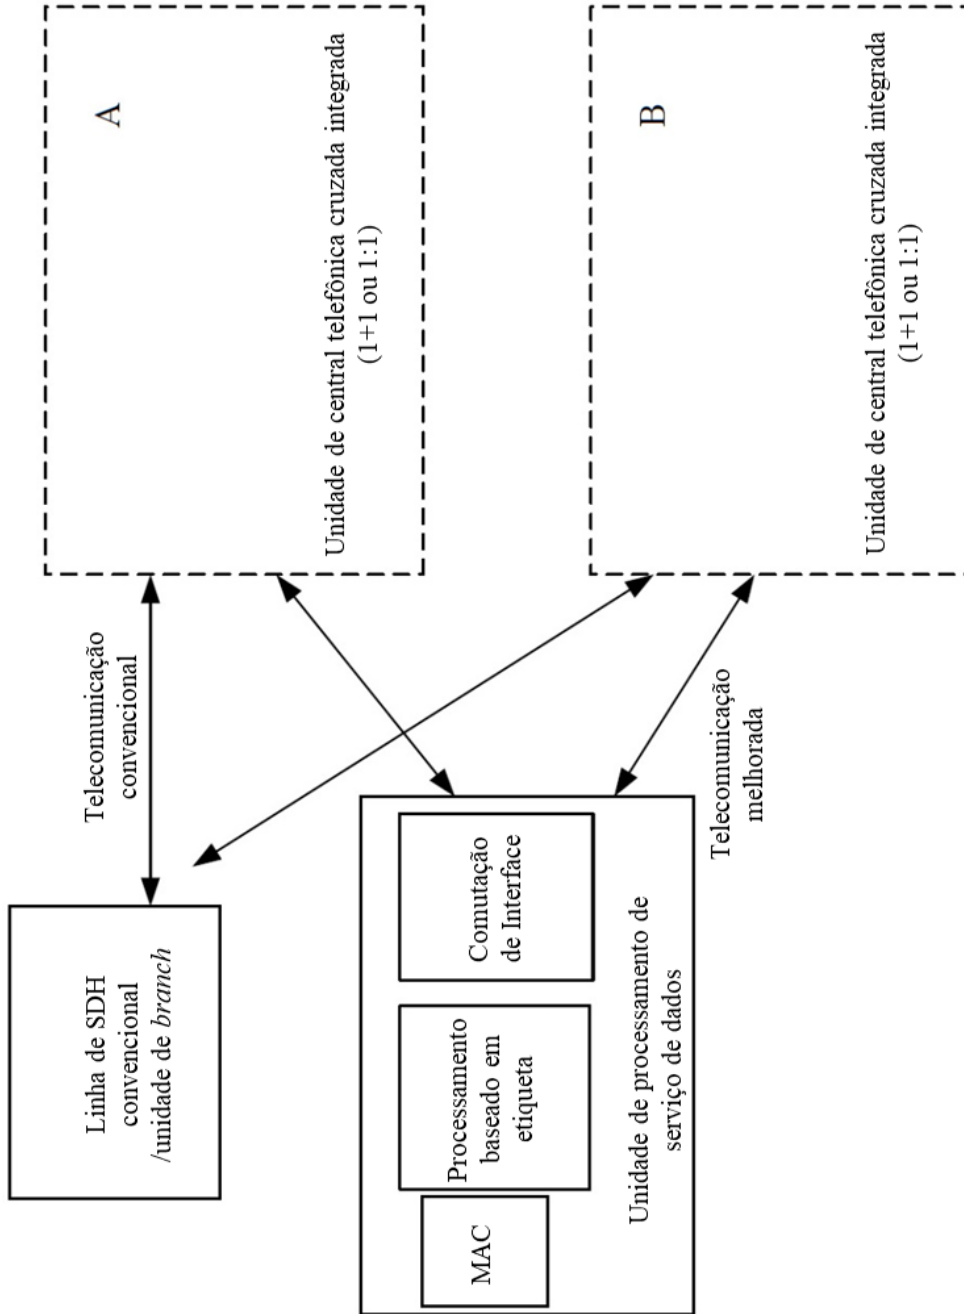 Linha de SDH
convencional
/unidade de branch
Telecomunicação
convencional
A
Unidade de central telefônica cruzada integrada
(1+1 ou 1:1)
MAC
Processamento
baseado em
etiqueta
Comutação
de Interface
Unidade de processamento de
serviço de dados
Telecomunicação
melhorada
B
Unidade de central telefônica cruzada integrada
(1+1 ou 1:1)